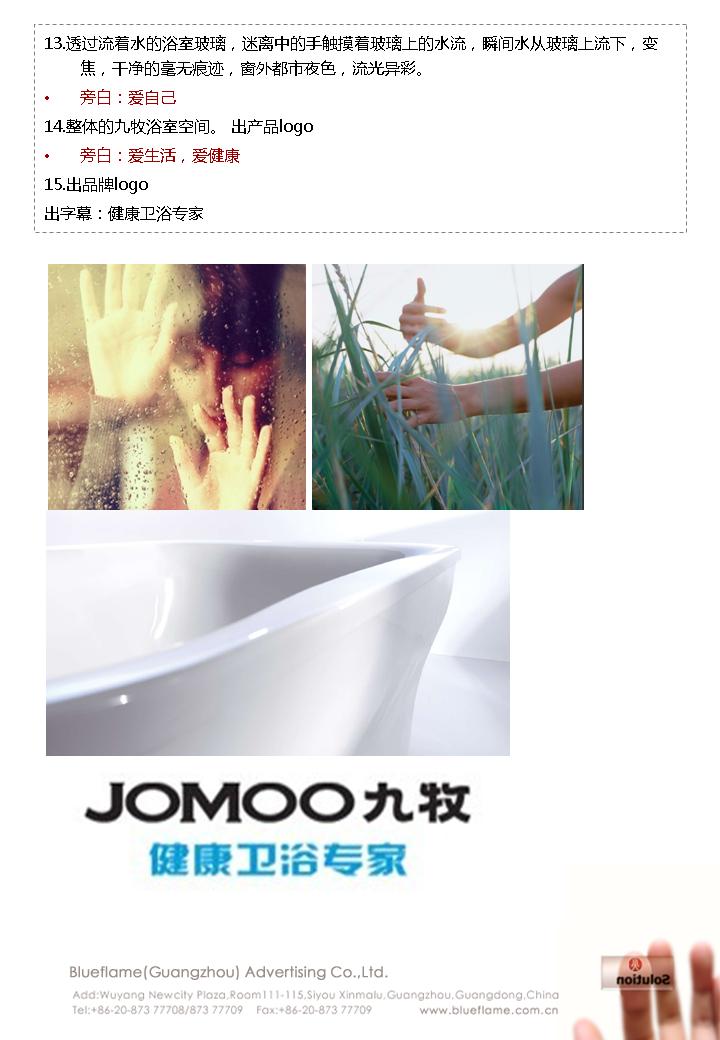 13.透过流着水的浴室玻璃，迷离中的手触摸着玻璃上的水流，瞬间水从玻璃上流下，变
焦，干净的毫无痕迹，窗外都市夜色，流光异彩。
• 旁白：爱自己
14.整体的九牧浴室空间。 出产品logo
• 旁白：爱生活，爱健康
15.出品牌logo
出字幕：健康卫浴专家
JOMOO九牧
健康卫浴专家
Blueflame(Guangzhou) Advertising Co.,Ltd.
Add:Wuyang Newcity Plaza,Room111-115,Siyou Xinmalu,Guangzhou,Guangdong,China
Tel:+86-20-873 77708/873 77709 Fax:+86-20-873 77709 www.blueflame.com.cn
Solution